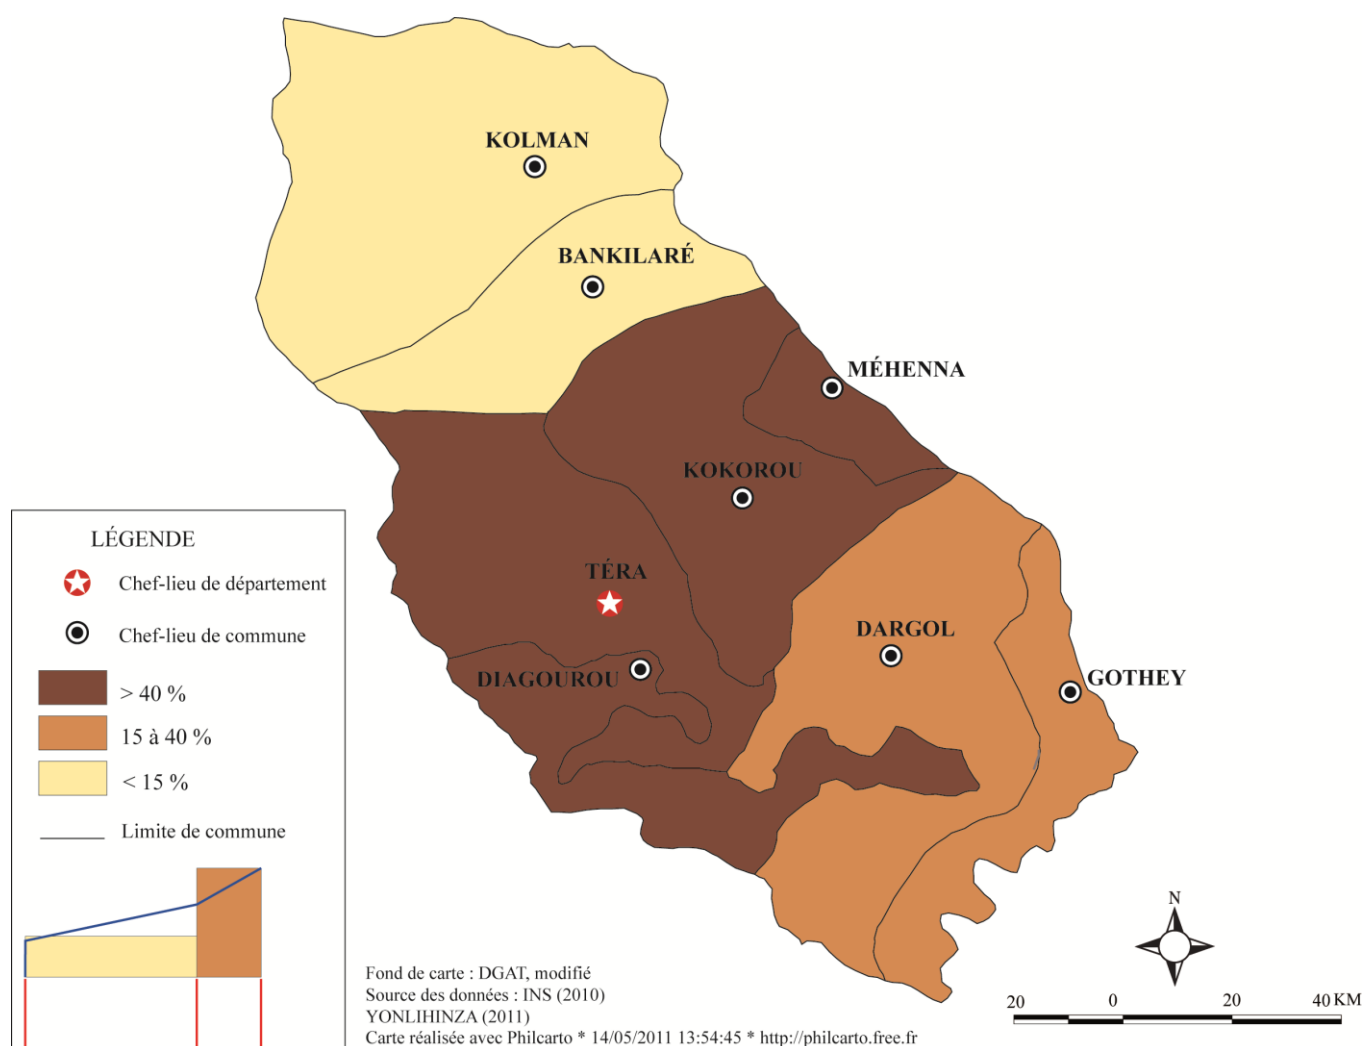 KOLMAN
BANKILARÉ
MÉHENNA
KOKOROU
TÉRA
DARGOL
DIAGOUROU
GOTHEY
LÉGENDE
Chef-lieu de département
Chef-lieu de commune
> 40 %
15 à 40 %
< 15 %
Limite de commune
Fond de carte : DGAT, modifié
Source des données : INS (2010)
YONLIHINZA (2011)
Carte réalisée avec Philcarto * 14/05/2011 13:54:45 * http://philcarto.free.fr
N
20 0 20 40 KM